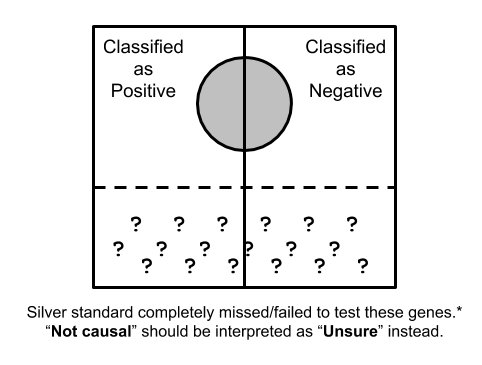 Classified as Positive
Classified as Negative
? ? ? ? ? ?
? ? ? ? ? ?
? ? ? ? ? ?
Silver standard completely missed/failed to test these genes.*
“Not causal” should be interpreted as “Unsure” instead.